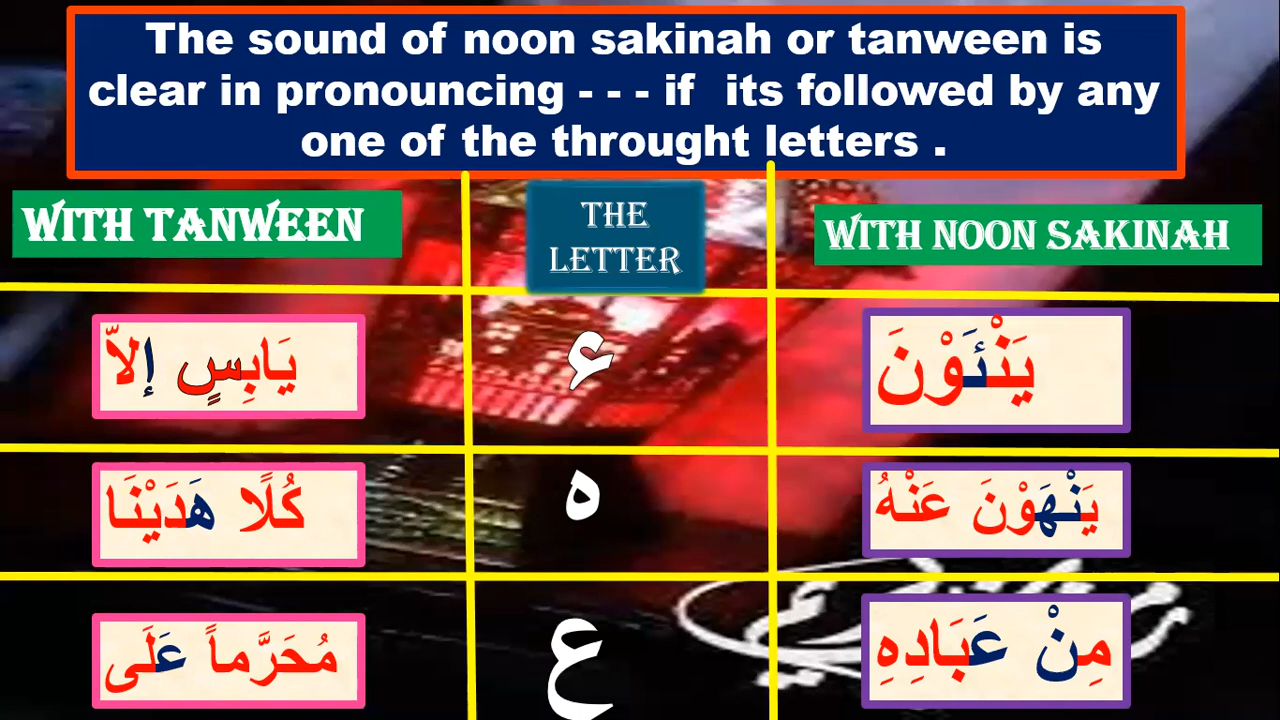 The sound of noon sakinah or tanween is
clear in pronouncing - - - if its followed by any
one of the throught letters .
WITH TANWEEN
THE
LETTER
WITH NOON SAKINAH
يَابِسٍ إلاّ
ء
يَنْئَوْنَ
كُلًا هَدَيْنَا
ه
يَنْهَوْنَ عَنْهُ
مُحَرَّماً عَلَى
ع
مِنْ عَبَادِهِ